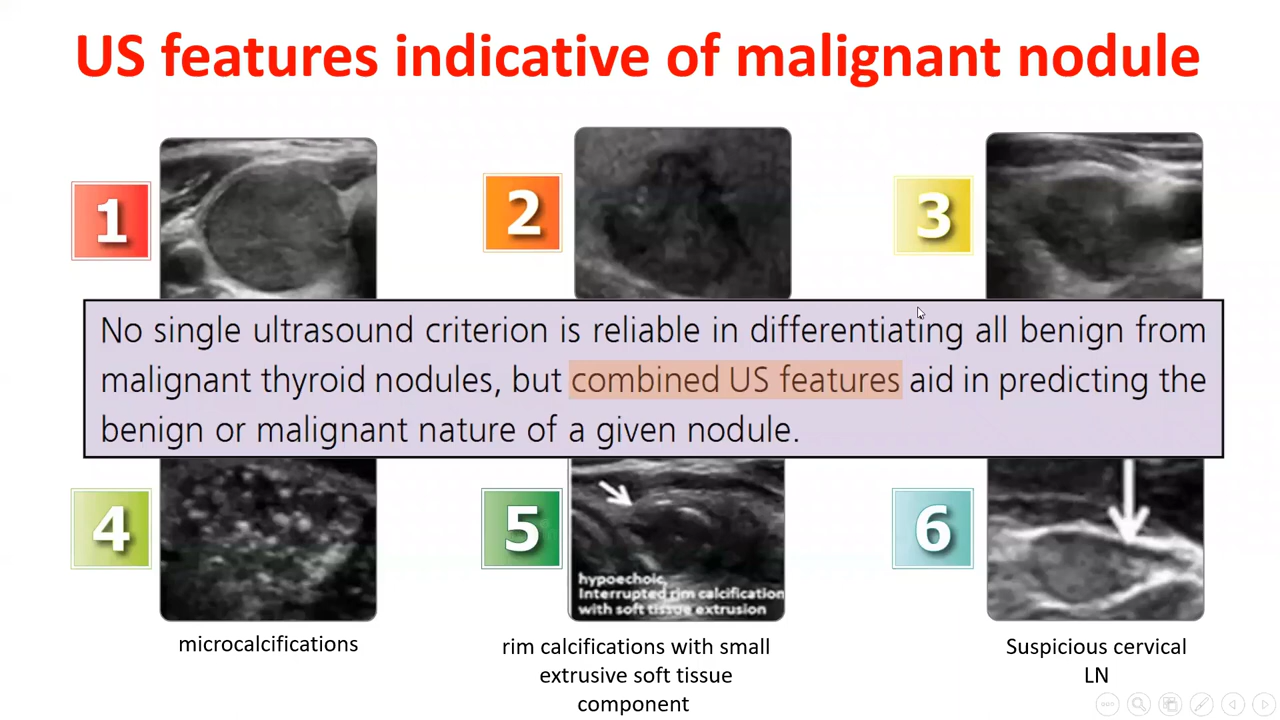 US features indicative of malignant nodule
1
2
3
No single ultrasound criterion is reliable in differentiating all benign from
malignant thyroid nodules, but combined US features aid in predicting the
benign or malignant nature of a given nodule.
4
5
6
hypoechoic,
Interrupted rim calcification
with soft tissue extrusion
microcalcifications
rim calcifications with small
extrusive soft tissue
component
Suspicious cervical
LN